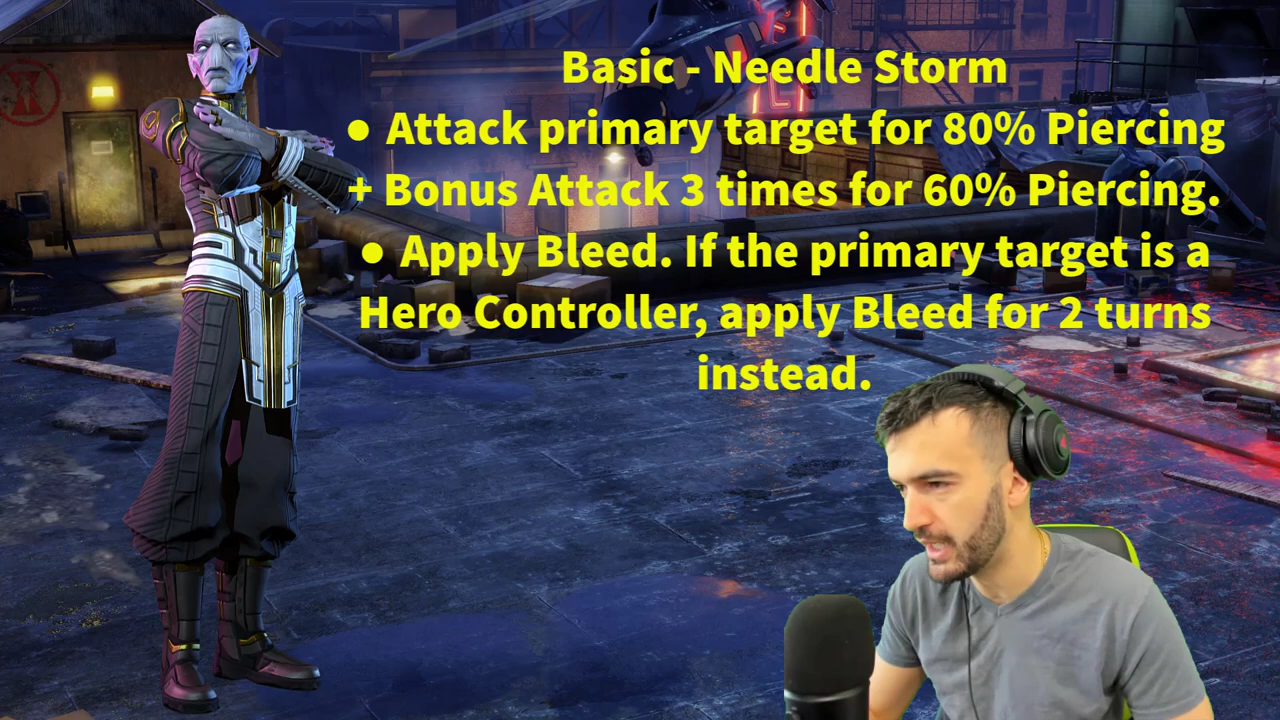 Basic - Needle Storm
● Attack primary target for 80% Piercing
+ Bonus Attack 3 times for 60% Piercing.
● Apply Bleed. If the primary target is a
Hero Controller, apply Bleed for 2 turns
instead.